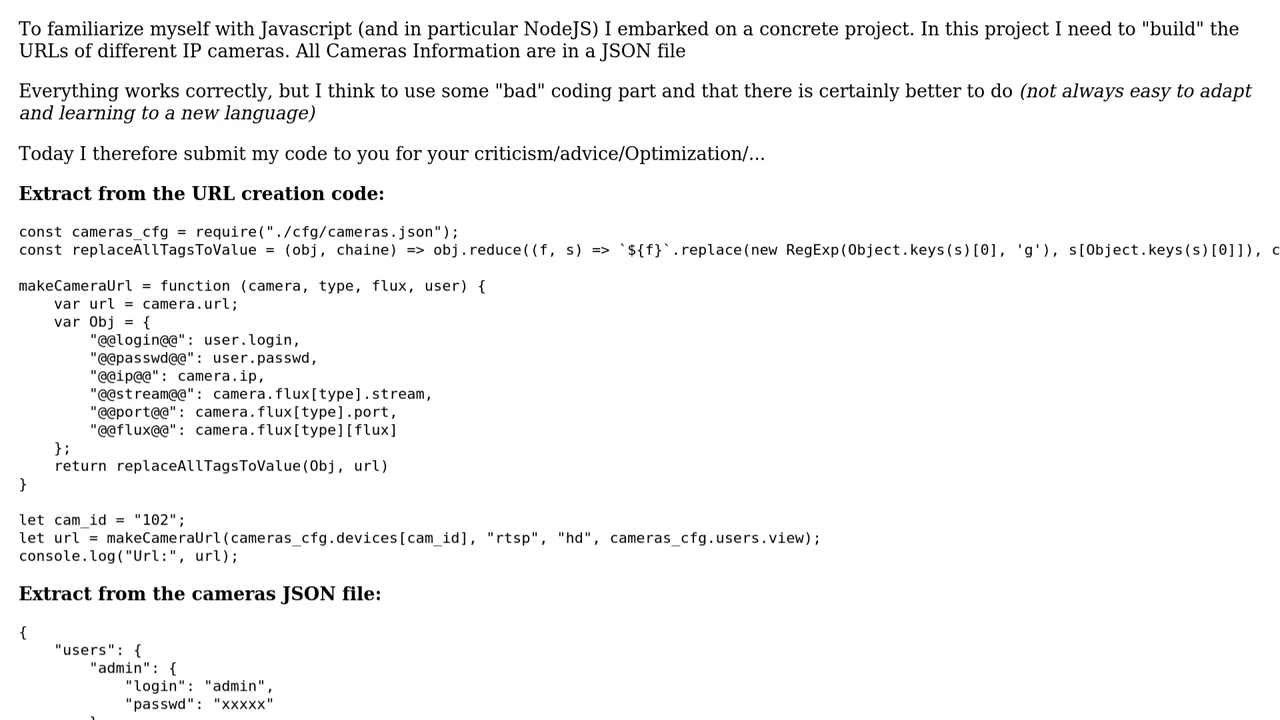 To familiarize myself with Javascript (and in particular NodeJS) I embarked on a concrete project. In this project I need to "build" the
URLs of different IP cameras. All Cameras Information are in a JSON file
Everything works correctly, but I think to use some "bad" coding part and that there is certainly better to do (not always easy to adapt
and learning to a new language)
Today I therefore submit my code to you for your criticism/advice/Optimization/...
Extract from the URL creation code:
const cameras_cfg = require("./cfg/cameras.json");
const replaceAllTagsToValue = (obj, chaine) => obj.reduce((f, s) => `${f}`.replace(new RegExp(Object.keys(s)[0], 'g'), s[Object.keys(s)[0]]), c
makeCameraUrl = function (camera, type, flux, user) {
    var url = camera.url;
    var Obj = {
        "@@login@@": user.login,
        "@@passwd@@": user.passwd,
        "@@ip@@": camera.ip,
        "@@stream@@": camera.flux[type].stream,
        "@@port@@": camera.flux[type].port,
        "@@flux@@": camera.flux[type][flux]
    };
    return replaceAllTagsToValue(Obj, url)
}
let cam_id = "102";
let url = makeCameraUrl(cameras_cfg.devices[cam_id], "rtsp", "hd", cameras_cfg.users.view);
console.log("Url:", url);
Extract from the cameras JSON file:
{
    "users": {
        "admin": {
            "login": "admin",
            "passwd": "xxxxx"